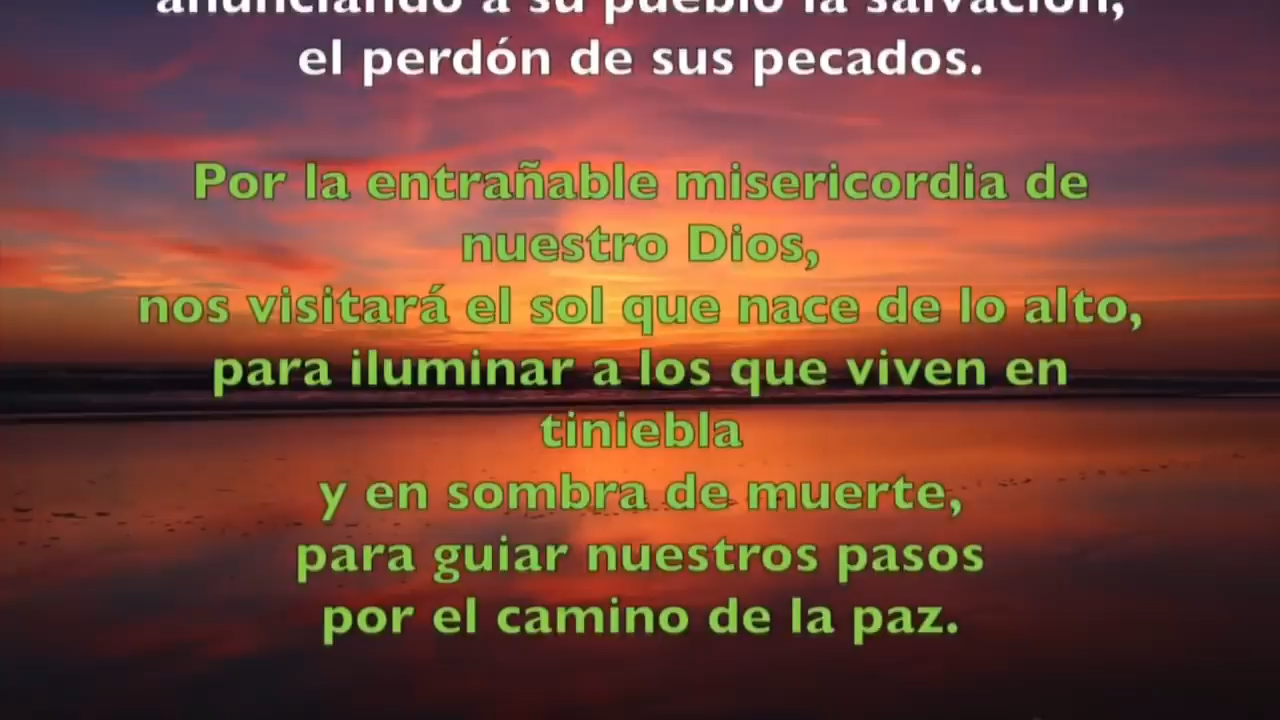 anunciando a su pueblo la salvación,
el perdón de sus pecados.
Por la entrañable misericordia de
nuestro Dios,
nos visitará el sol que nace de lo alto,
para iluminar a los que viven en
tiniebla
y en sombra de muerte,
para guiar nuestros pasos
por el camino de la paz.